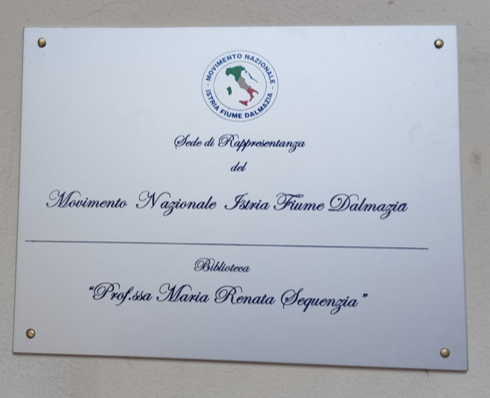 MOVIMENTO NAZIONALE
ISTRIA FIUME DALMAZIA
Sede di Rappresentanza
del
Movimento Nazionale Istria Fiume Dalmazia
Biblioteca
"Prof.ssa Maria Renata Sequenzia"